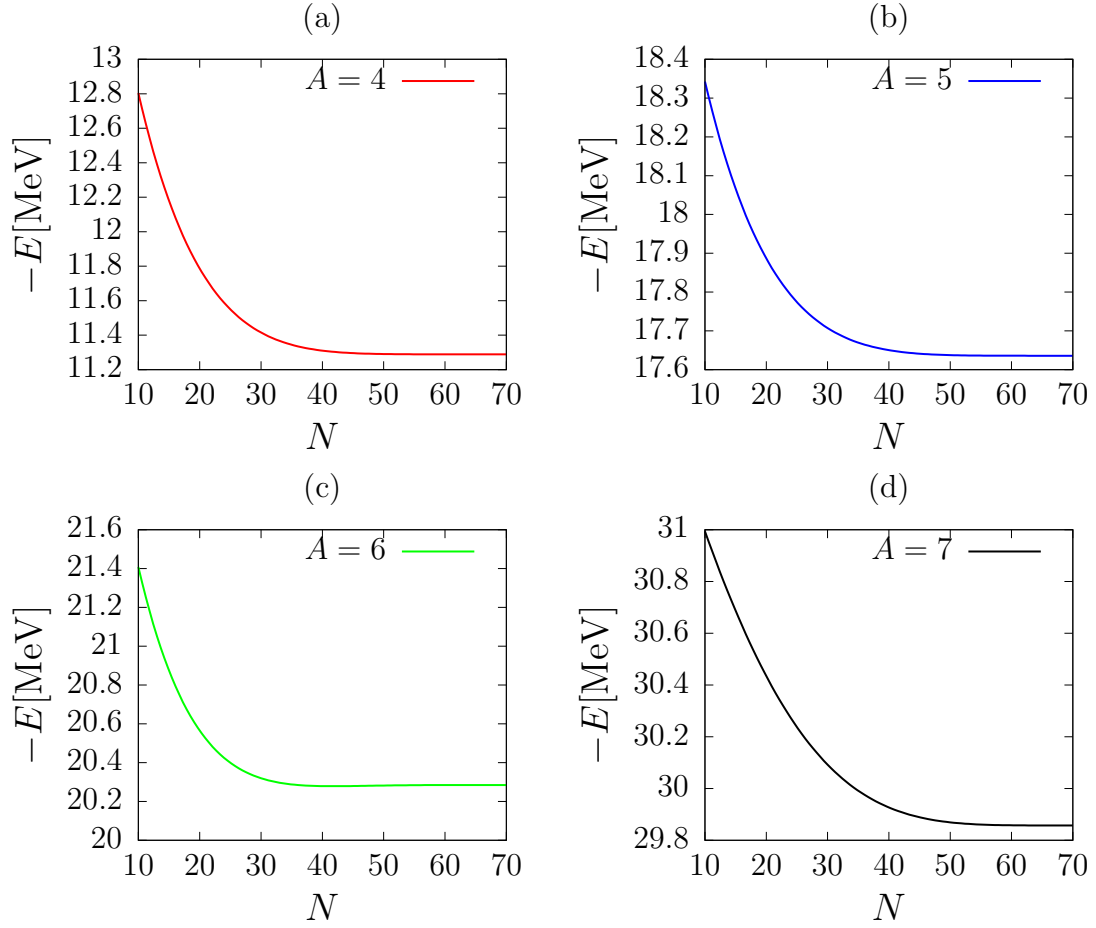 (a)
−E[MeV]
13
12.8
12.6
12.4
12.2
12
11.8
11.6
11.4
11.2
A = 4
10 20 30 40 50 60 70
N
(b)
−E[MeV]
18.4
18.3
18.2
18.1
18
17.9
17.8
17.7
17.6
A = 5
10 20 30 40 50 60 70
N
(c)
−E[MeV]
21.6
21.4
21.2
21
20.8
20.6
20.4
20.2
20
A = 6
10 20 30 40 50 60 70
N
(d)
−E[MeV]
31
30.8
30.6
30.4
30.2
30
29.8
A = 7
10 20 30 40 50 60 70
N